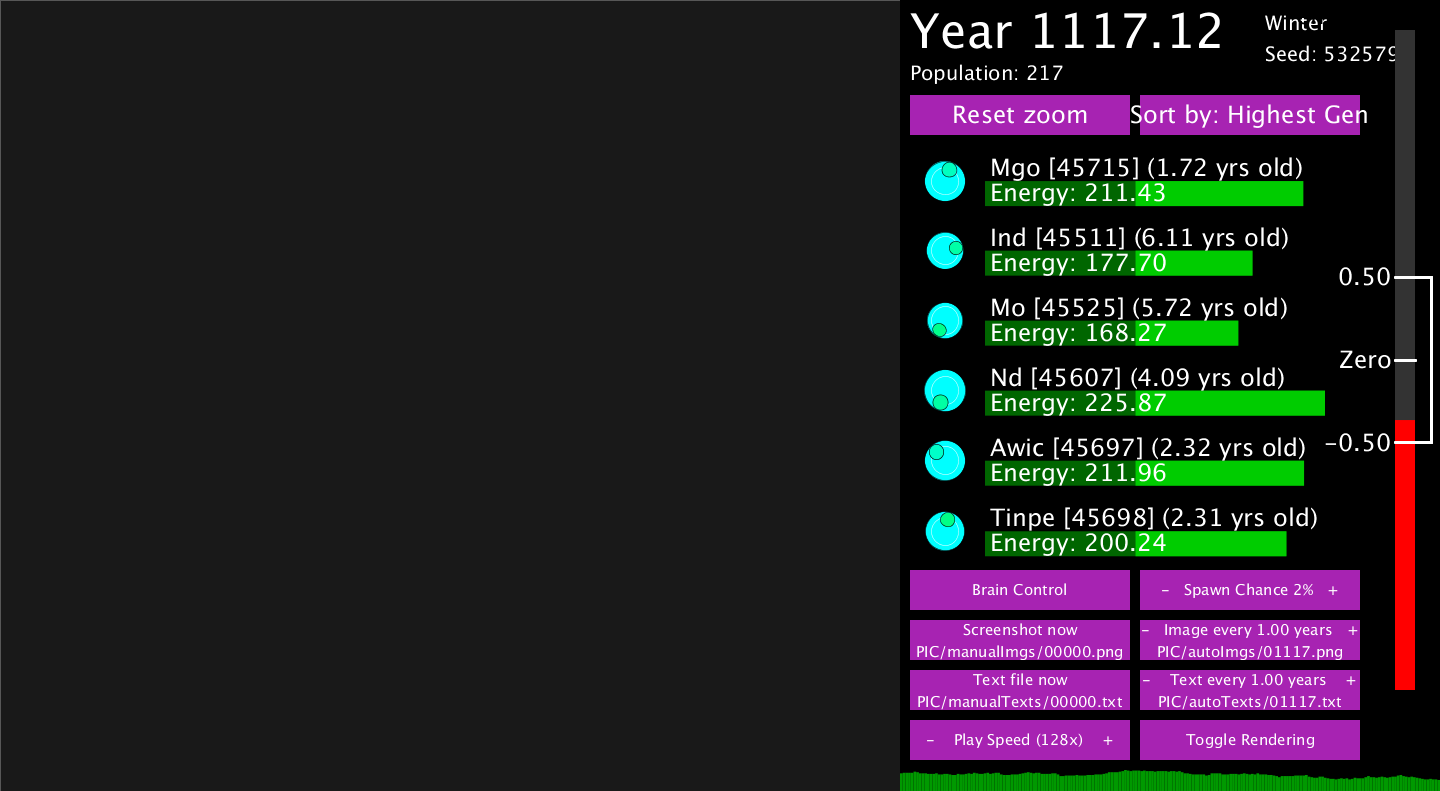 Year 1117.12
Winter
Seed: 532579
Population: 217
Reset zoom
Sort by: Highest Gen
Mgo [45715] (1.72 yrs old)
Energy: 211.43
Ind [45511] (6.11 yrs old)
Energy: 177.70
Mo [45525] (5.72 yrs old)
Energy: 168.27
Nd [45607] (4.09 yrs old)
Energy: 225.87
Awic [45697] (2.32 yrs old)
Energy: 211.96
Tinpe [45698] (2.31 yrs old)
Energy: 200.24
0.50
Zero
-0.50
Brain Control
- Spawn Chance 2% +
Screenshot now
PIC/manualImgs/00000.png
- Image every 1.00 years +
PIC/autoImgs/01117.png
Text file now
PIC/manualTexts/00000.txt
- Text every 1.00 years +
PIC/autoTexts/01117.txt
- Play Speed (128x) +
Toggle Rendering